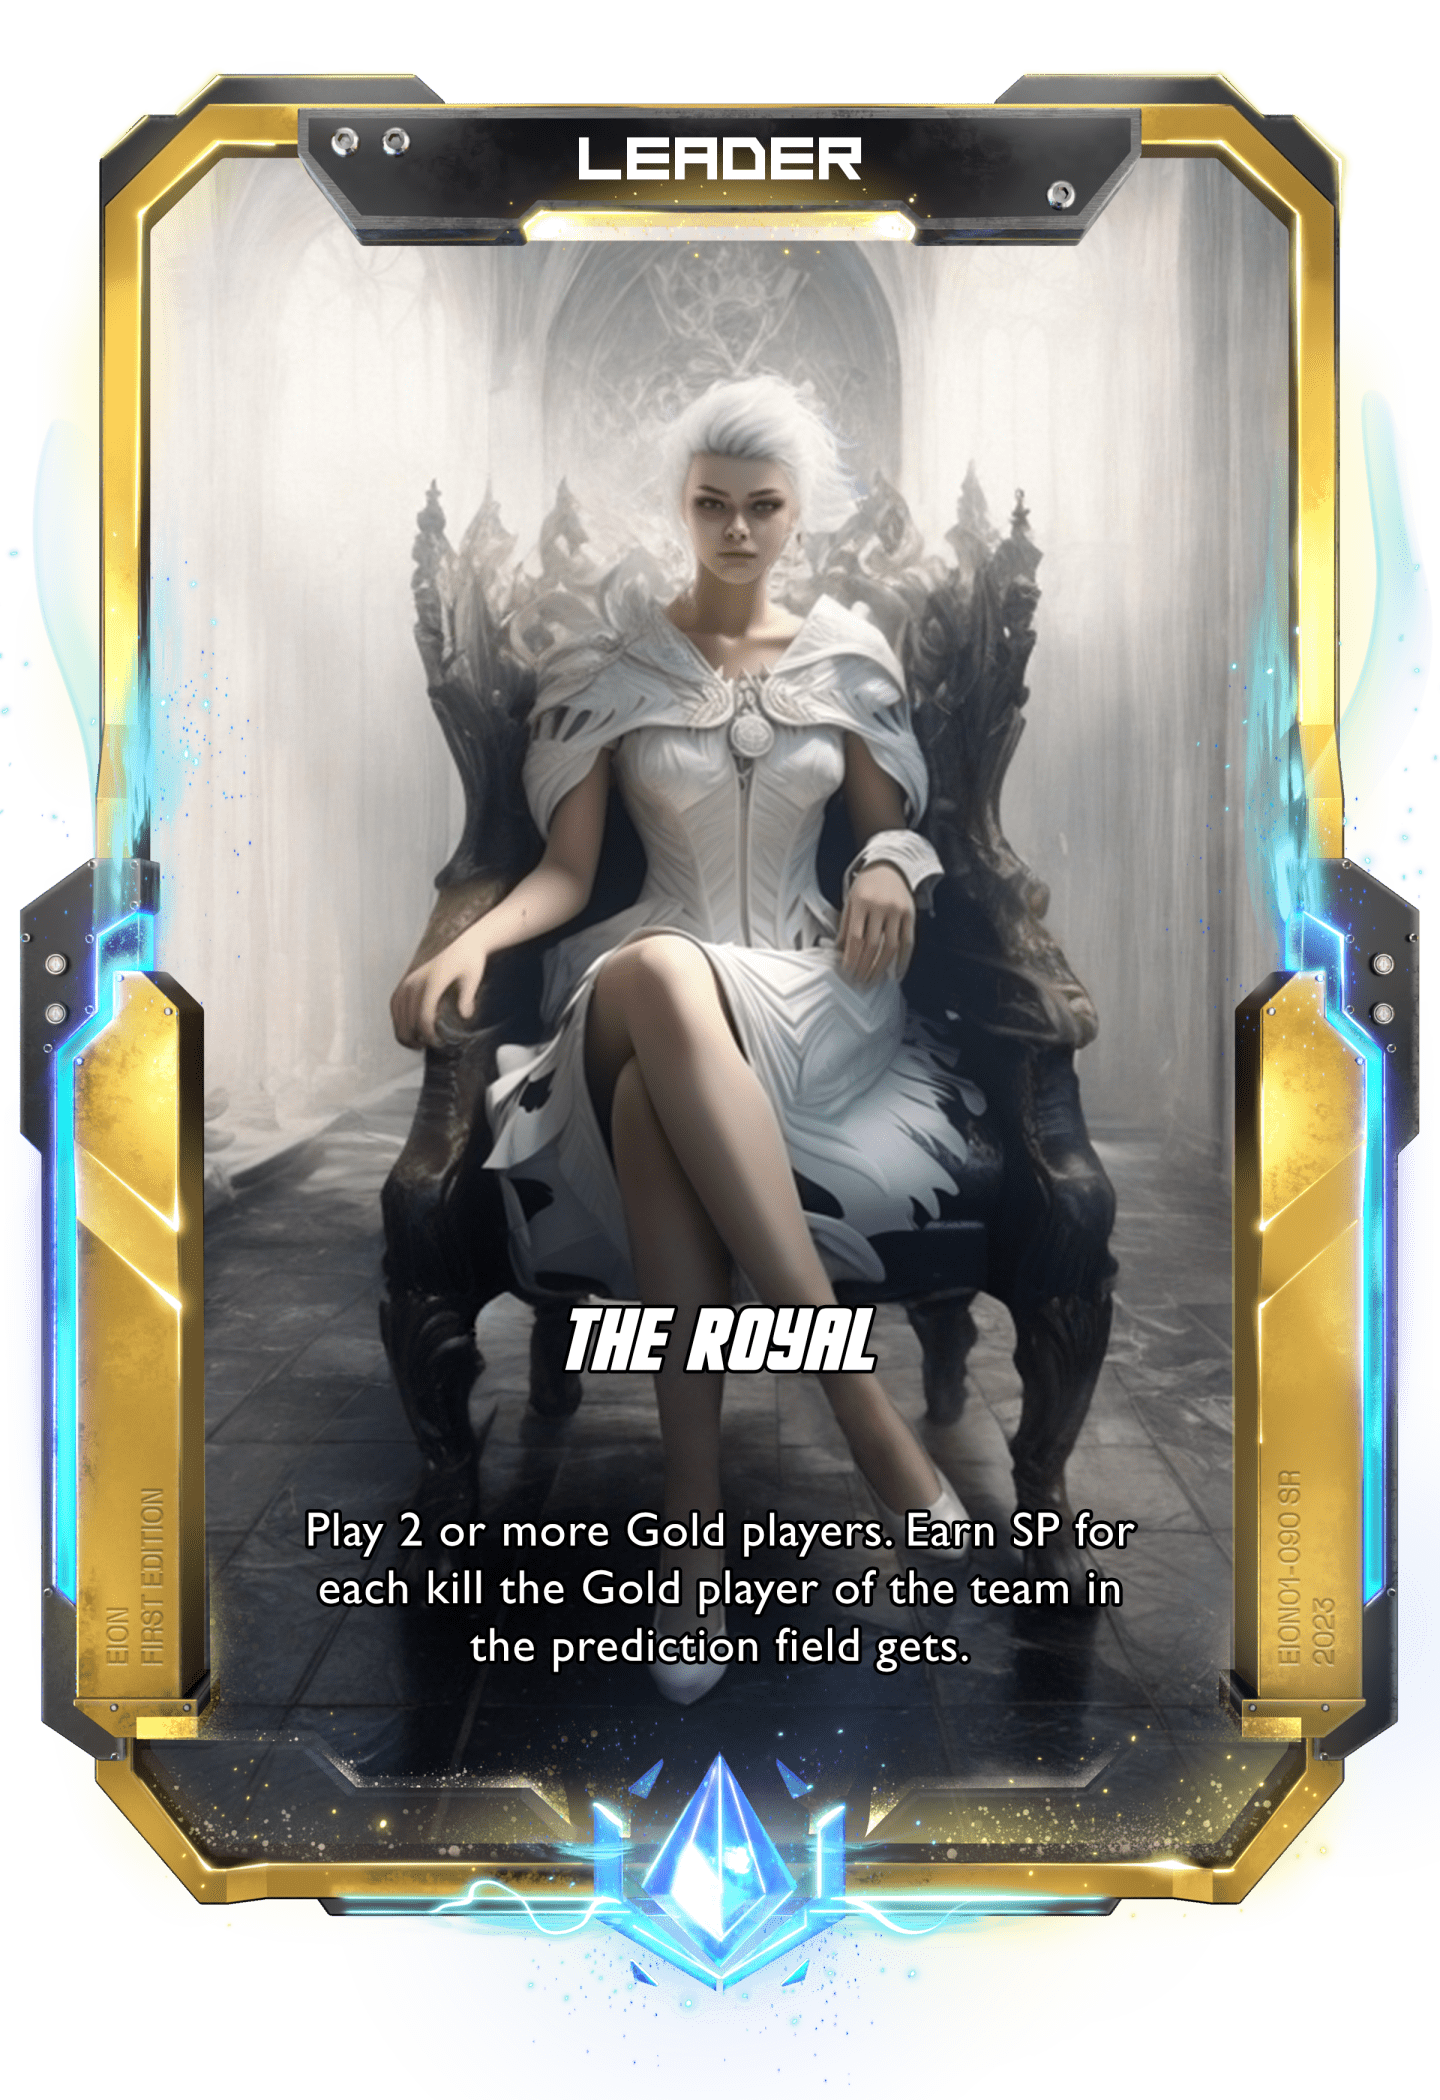 LEADER
THE ROYAL
Play 2 or more Gold players. Earn SP for
each kill the Gold player of the team in
the prediction field gets.
EION
FIRST EDITION
EION01-090 SR
2023